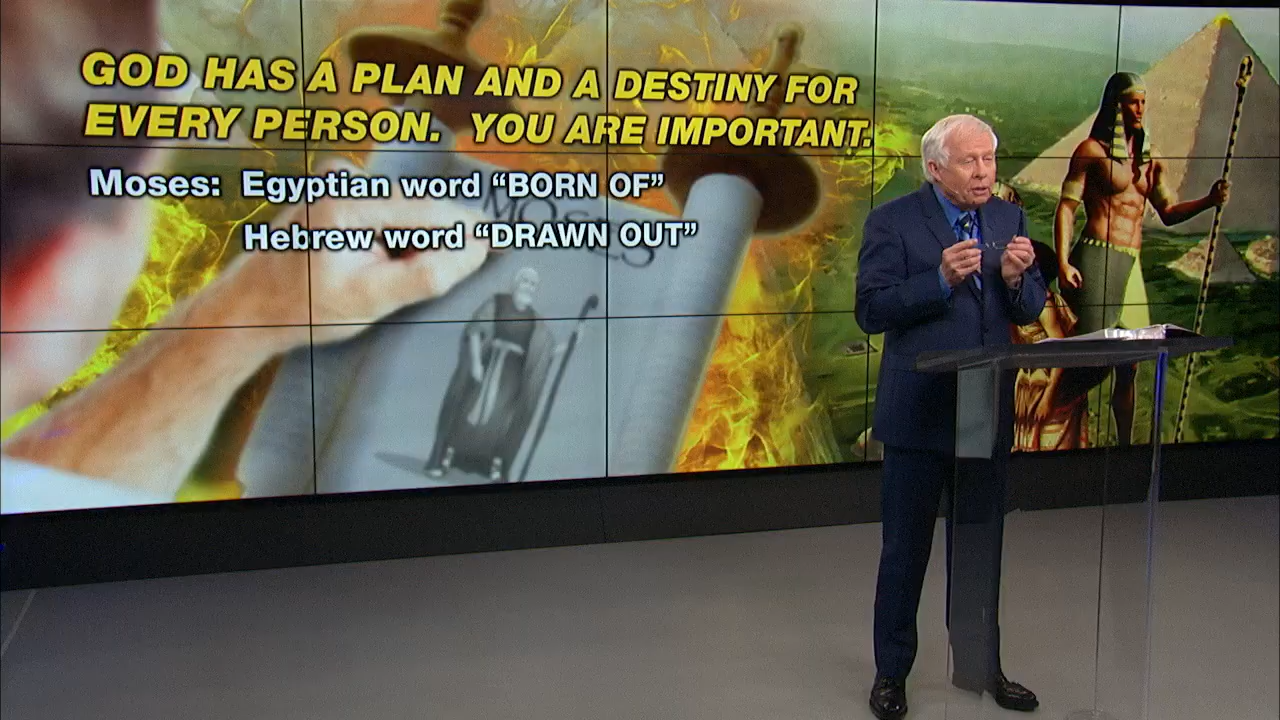 GOD HAS A PLAN AND A DESTINY FOR
EVERY PERSON. YOU ARE IMPORTANT.
Moses: Egyptian word “BORN OF”
Hebrew word “DRAWN OUT”
MOSES